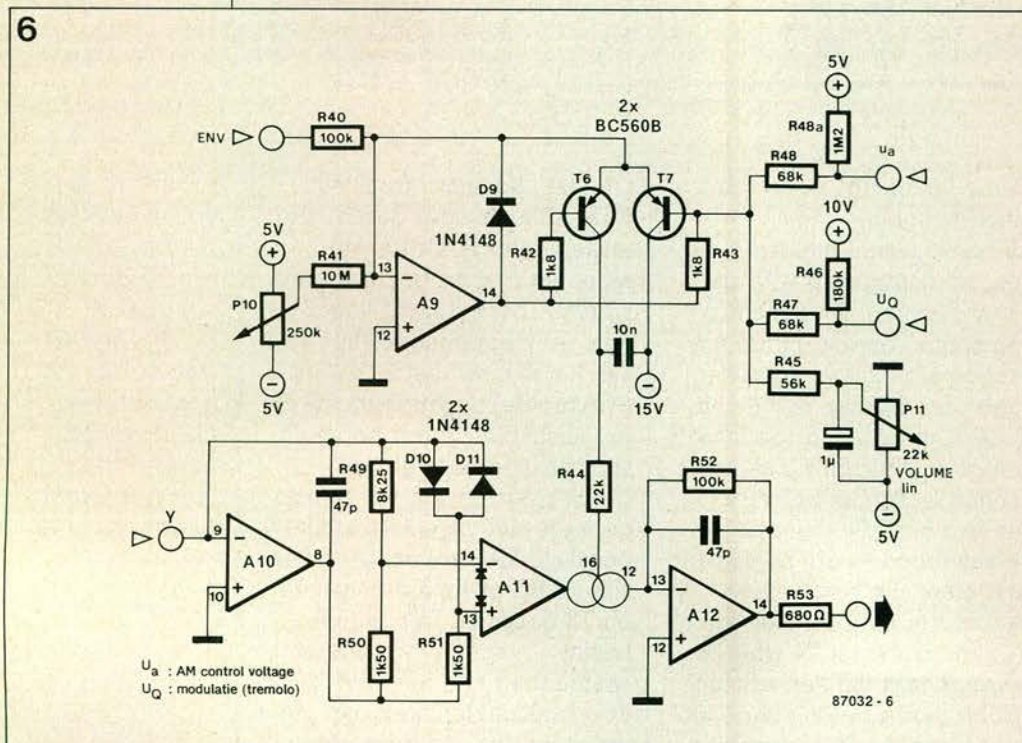 6
5V
R48a
1M2
2x
BC560B
ENV
R40
100k
R48
68k
ua
T6
T7
D9
10V
1N4148
R42
1k8
R43
1k8
R46
180k
5V
R41
10M
13
14
A9
12
P10
250k
R47
68k
UQ
10n
R45
56k
5V
15V
P11
22k
VOLUME
lin
1µ
5V
2x
1N4148
R49
8k25
D10
D11
47p
R44
22k
R52
100k
47p
Y
9
8
A10
10
14
A11
13
16
12
13
14
A12
12
R53
680Ω
R50
1k50
R51
1k50
Ua : AM control voltage
UQ : modulatie (tremolo)
87032 - 6